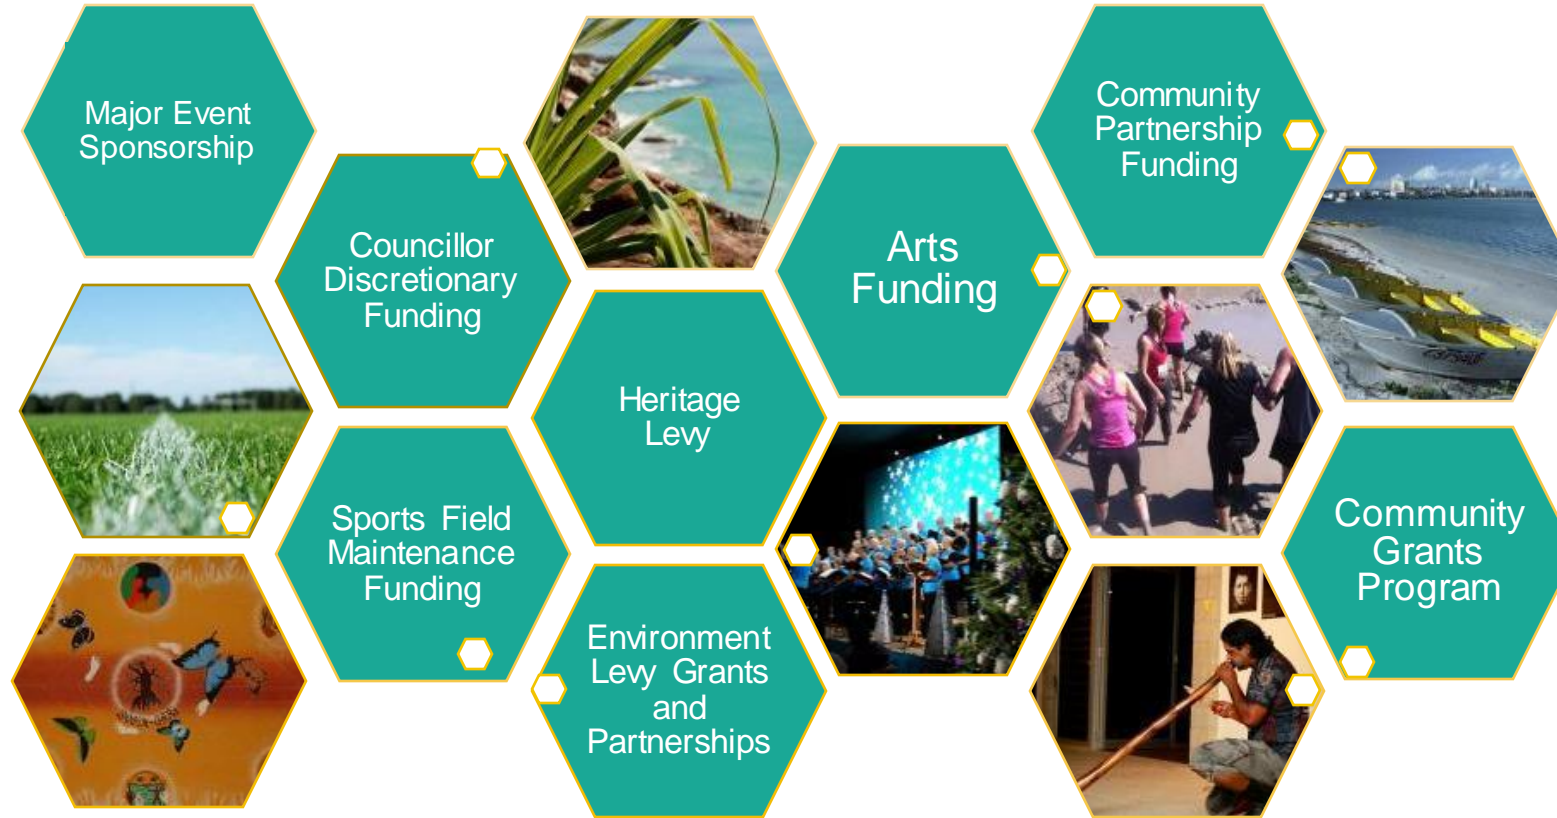 Major Event
Sponsorship
Councillor
Discretionary
Funding
Sports Field
Maintenance
Funding
Heritage
Levy
Environment
Levy Grants
and
Partnerships
Arts
Funding
Community
Partnership
Funding
Community
Grants
Program